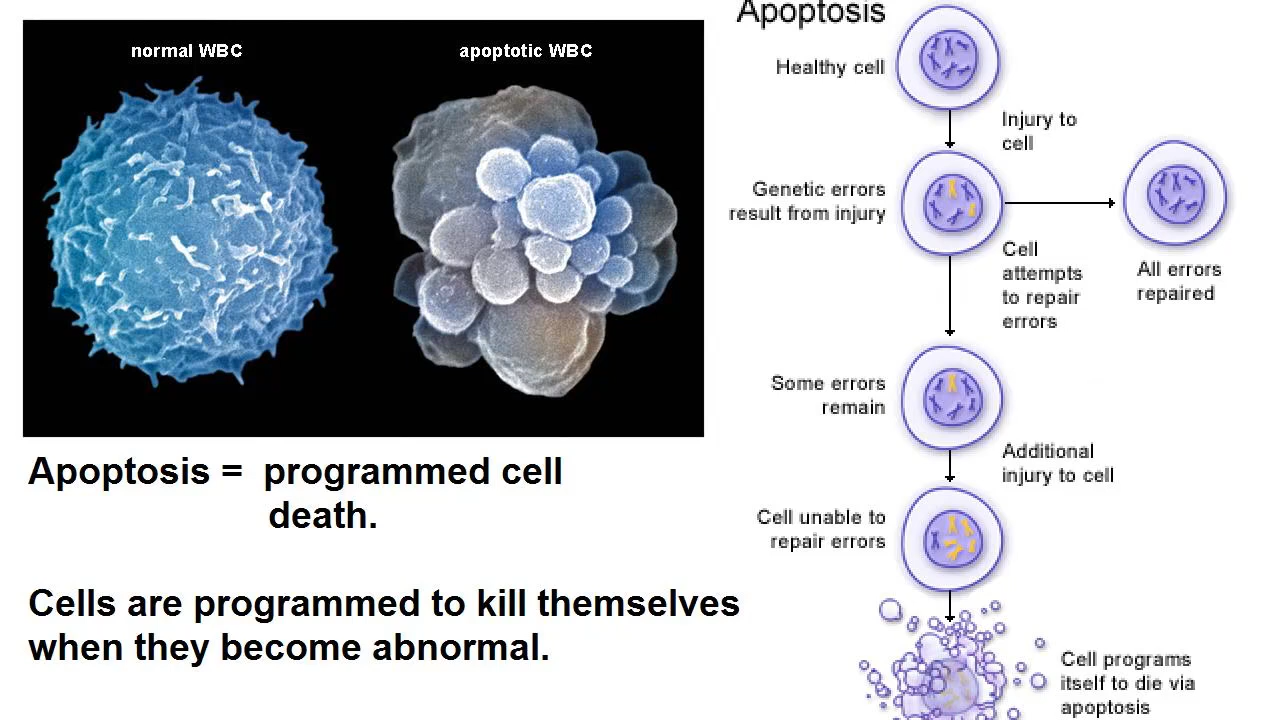 normal WBC
apoptotic WBC
Apoptosis = programmed cell
death.
Cells are programmed to kill themselves
when they become abnormal.
Apoptosis
Healthy cell
Injury to
cell
Genetic errors
result from injury
Cell
attempts
to repair
errors
All errors
repaired
Some errors
remain
Additional
injury to cell
Cell unable to
repair errors
Cell programs
itself to die via
apoptosis